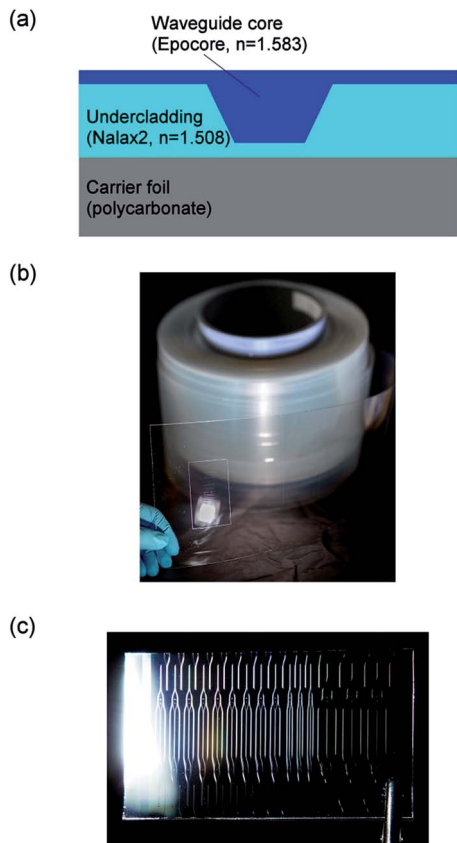 (a)
Waveguide core
(Epocore, n=1.583)
Undercladding
(Nalax2, n=1.508)
Carrier foil
(polycarbonate)
(b)
(c)